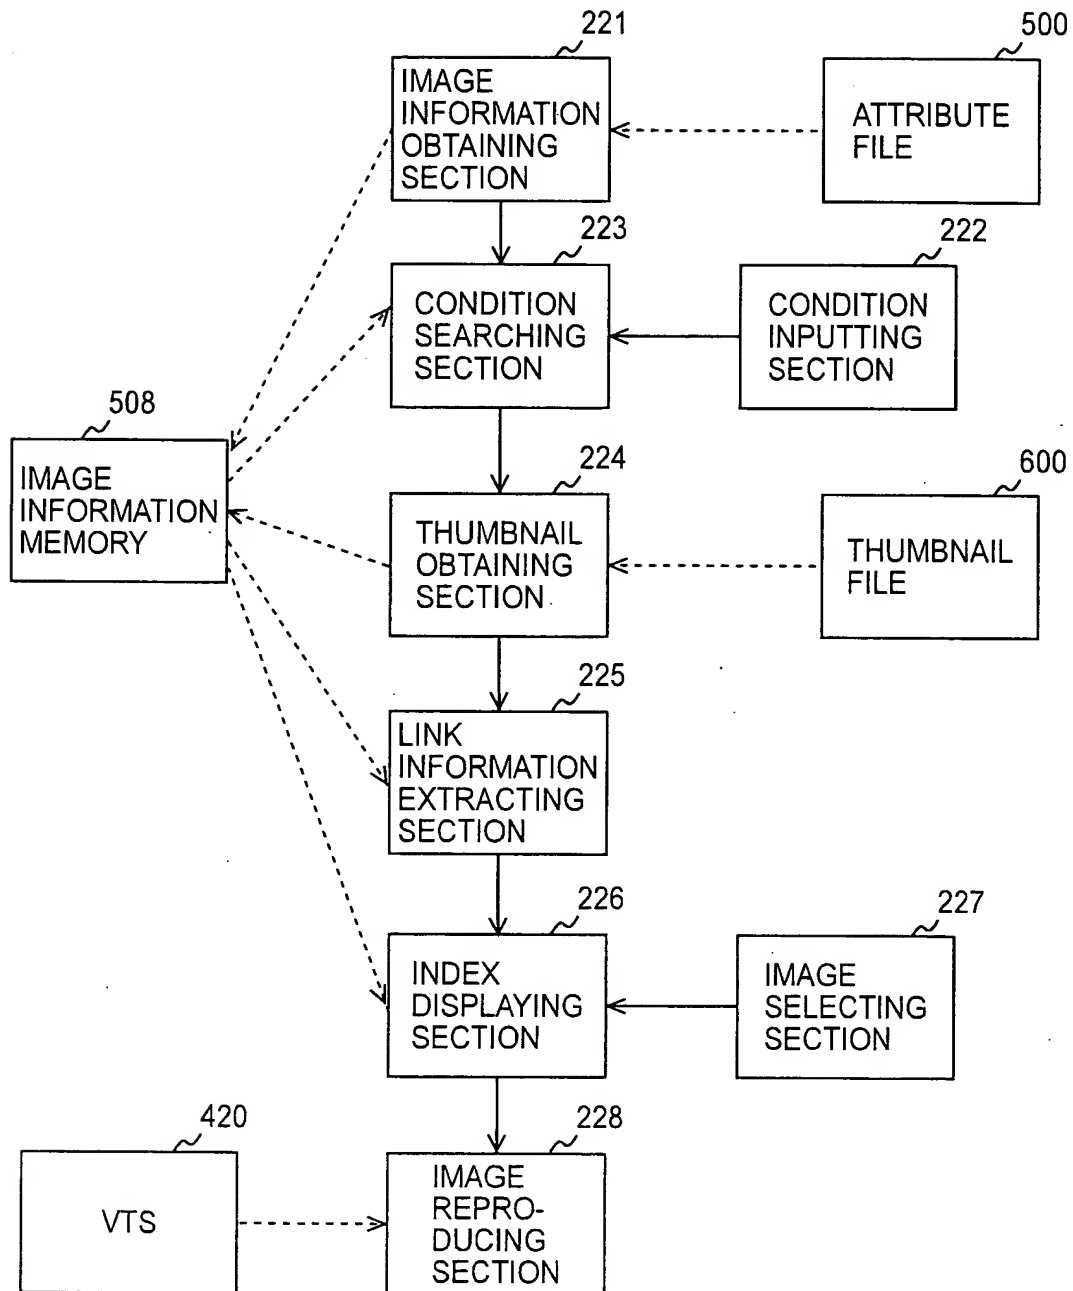 221
500
IMAGE
INFORMATION
OBTAINING
SECTION
ATTRIBUTE
FILE
223
222
CONDITION
SEARCHING
SECTION
CONDITION
INPUTTING
SECTION
508
IMAGE
INFORMATION
MEMORY
224
600
THUMBNAIL
OBTAINING
SECTION
THUMBNAIL
FILE
225
LINK
INFORMATION
EXTRACTING
SECTION
226
227
INDEX
DISPLAYING
SECTION
IMAGE
SELECTING
SECTION
420
228
VTS
IMAGE
REPRO-
DUCING
SECTION